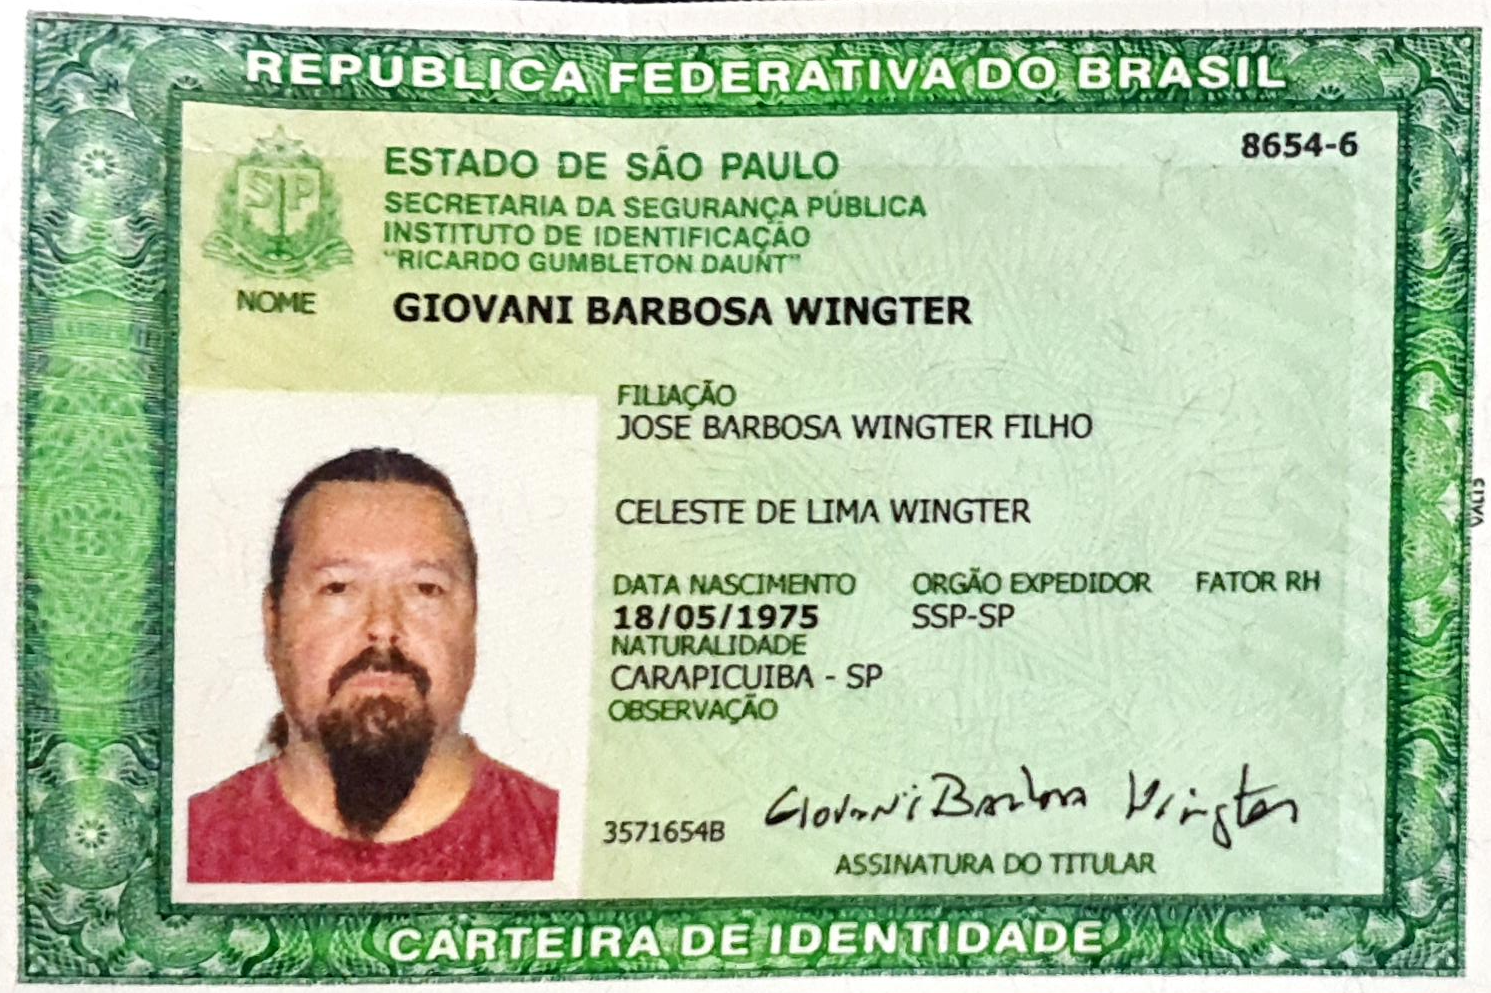 REPÚBLICA FEDERATIVA DO BRASIL
8654-6
SP
ESTADO DE SÃO PAULO
SECRETARIA DA SEGURANÇA PÚBLICA
INSTITUTO DE IDENTIFICAÇÃO
"RICARDO GUMBLETON DAUNT"
NOME GIOVANI BARBOSA WINGTER
FILIAÇÃO
JOSE BARBOSA WINGTER FILHO
CELESTE DE LIMA WINGTER
DATA NASCIMENTO ORGÃO EXPEDIDOR FATOR RH
18/05/1975 SSP-SP
NATURALIDADE
CARAPICUIBA - SP
OBSERVAÇÃO
Giovani Barbosa Wingter
3571654B
ASSINATURA DO TITULAR
CARTEIRA DE IDENTIDADE